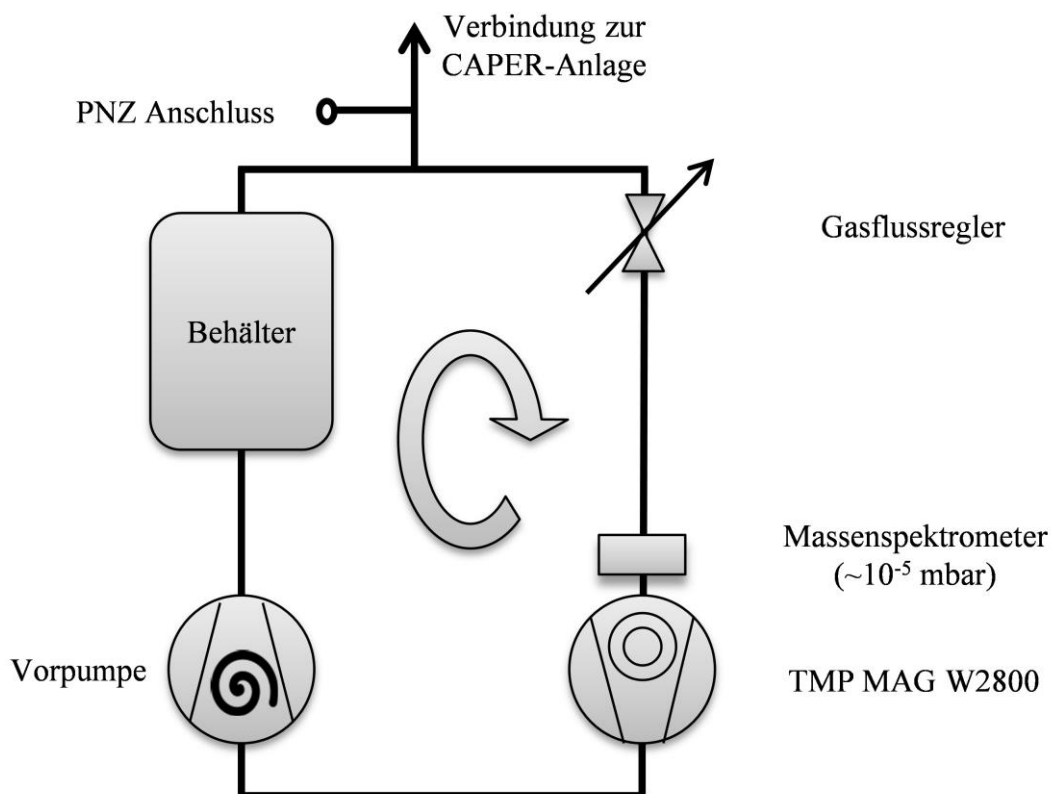 Verbindung zur
CAPER-Anlage
PNZ Anschluss
Gasflussregler
Behälter
Massenspektrometer
(~10⁻⁵ mbar)
Vorpumpe
TMP MAG W2800